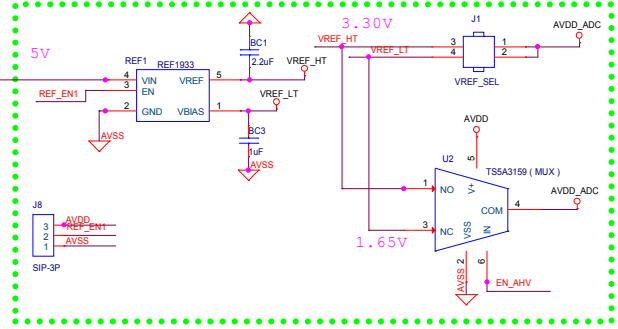 5V
REF1
REF1933
4
VIN
VREF
5
3
EN
2
GND
VBIAS
1
REF_EN1
AVSS
BC1
2.2uF
VREF_HT
VREF_LT
BC3
1uF
AVSS
J8
3
AVDD
2
REF_EN1
1
AVSS
SIP-3P
3.30V
J1
VREF_HT
3
1
AVDD_ADC
VREF_LT
4
2
VREF_SEL
AVDD
U2
5
TS5A3159 ( MUX )
V+
1
NO
AVDD_ADC
COM
4
3
NC
VSS
IN
1.65V
2
6
AVSS
EN_AHV